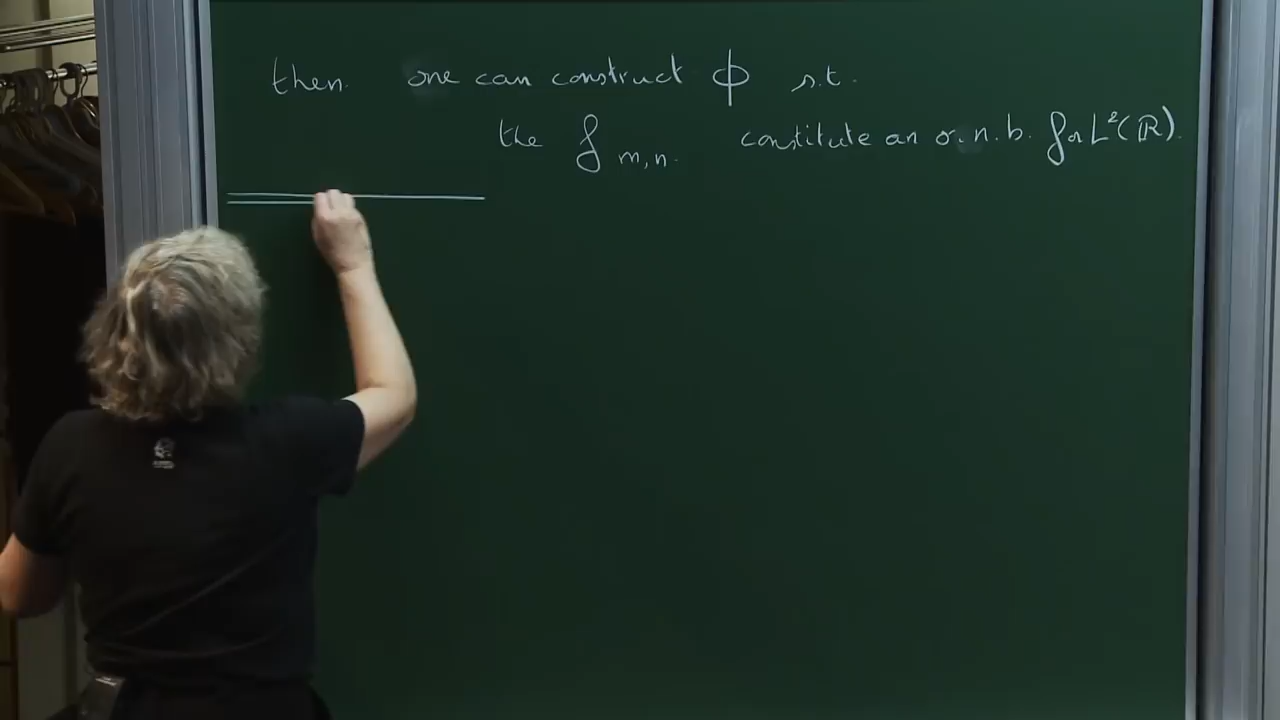 then. one can construct ϕ s.t.
the f m,n. constitute an o.n.b. for L²(ℝ).